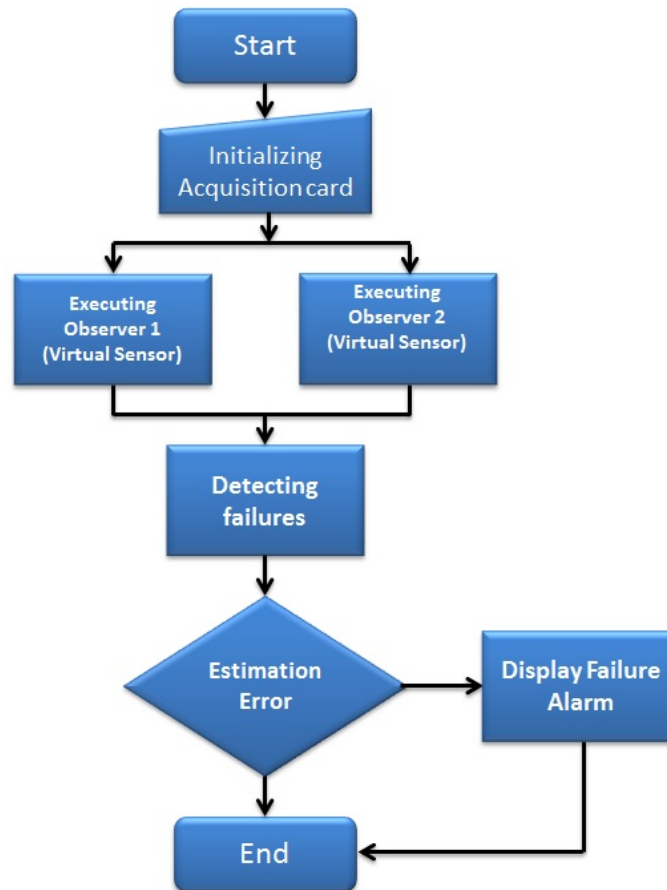 Start
Initializing
Acquisition card
Executing
Observer 1
(Virtual Sensor)
Executing
Observer 2
(Virtual Sensor)
Detecting
failures
Estimation
Error
Display Failure
Alarm
End